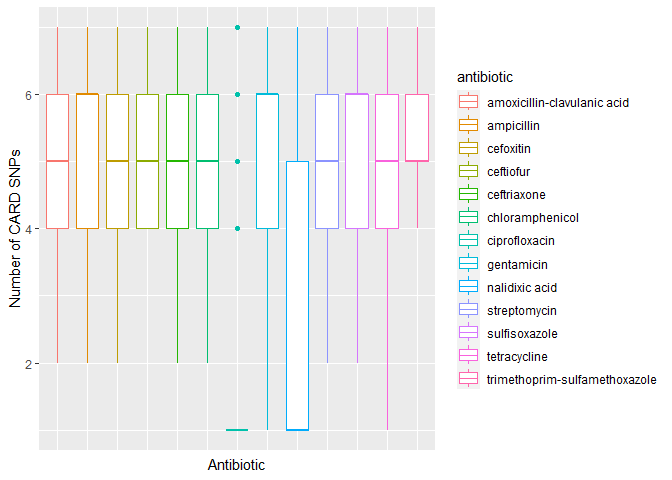 antibiotic
amoxicillin-clavulanic acid
ampicillin
cefoxitin
ceftiofur
ceftriaxone
chloramphenicol
ciprofloxacin
gentamicin
nalidixic acid
streptomycin
sulfisoxazole
tetracycline
trimethoprim-sulfamethoxazole
Number of CARD SNPs
6
4
2
Antibiotic